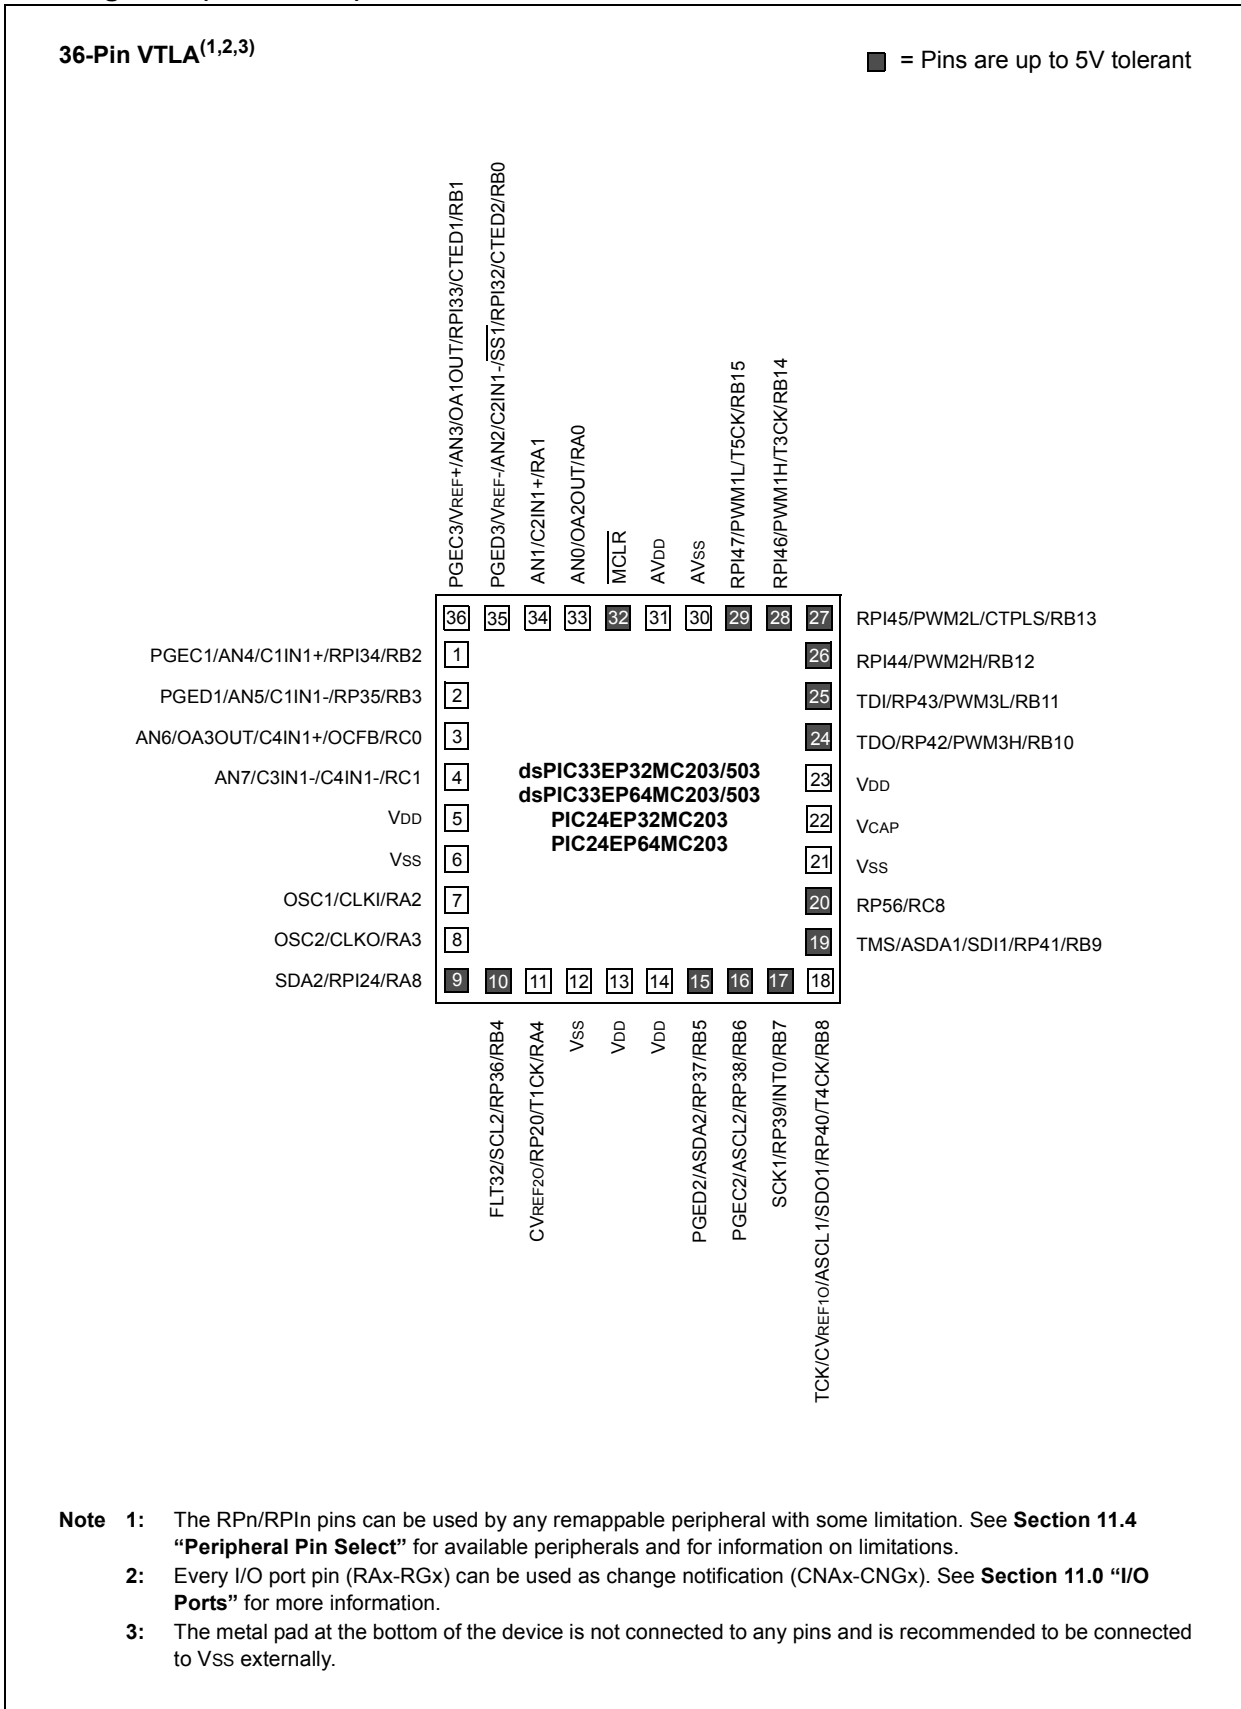 36-Pin VTLA(1,2,3)
= Pins are up to 5V tolerant
PGEC3/VREF+/AN3/OA1OUT/RPI33/CTED1/RB1
PGED3/VREF-/AN2/C2IN1-/SS1/RPI32/CTED2/RB0
AN1/C2IN1+/RA1
AN0/OA2OUT/RA0
MCLR
AVDD
AVSS
RPI47/PWM1L/T5CK/RB15
RPI46/PWM1H/T3CK/RB14
36 35 34 33 32 31 30 29 28 27 RPI45/PWM2L/CTPLS/RB13
PGEC1/AN4/C1IN1+/RPI34/RB2 1 26 RPI44/PWM2H/RB12
PGED1/AN5/C1IN1-/RP35/RB3 2 25 TDI/RP43/PWM3L/RB11
AN6/OA3OUT/C4IN1+/OCFB/RC0 3 24 TDO/RP42/PWM3H/RB10
AN7/C3IN1-/C4IN1-/RC1 4 23 VDD
dsPIC33EP32MC203/503
dsPIC33EP64MC203/503
PIC24EP32MC203
PIC24EP64MC203
VDD 5 22 VCAP
VSS 6 21 VSS
OSC1/CLKI/RA2 7 20 RP56/RC8
OSC2/CLKO/RA3 8 19 TMS/ASDA1/SDI1/RP41/RB9
SDA2/RPI24/RA8 9 10 11 12 13 14 15 16 17 18
FLT32/SCL2/RP36/RB4
CVREF2O/RP20/T1CK/RA4
VSS
VDD
VDD
PGED2/ASDA2/RP37/RB5
PGEC2/ASCL2/RP38/RB6
SCK1/RP39/INT0/RB7
TCK/CVREF1O/ASCL1/SDO1/RP40/T4CK/RB8
Note 1: The RPn/RPIn pins can be used by any remappable peripheral with some limitation. See Section 11.4
“Peripheral Pin Select” for available peripherals and for information on limitations.
2: Every I/O port pin (RAx-RGx) can be used as change notification (CNAx-CNGx). See Section 11.0 “I/O
Ports” for more information.
3: The metal pad at the bottom of the device is not connected to any pins and is recommended to be connected
to VSS externally.